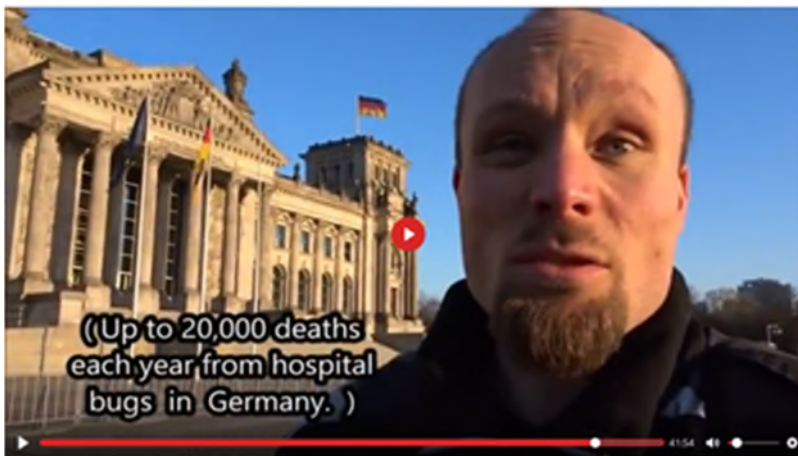 ( Up to 20,000 deaths
each year from hospital
bugs in Germany. )
41:54